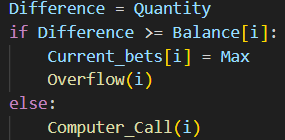 Difference = Quantity
if Difference >= Balance[i]:
    Current_bets[i] = Max
    Overflow(i)
else:
    Computer_Call(i)